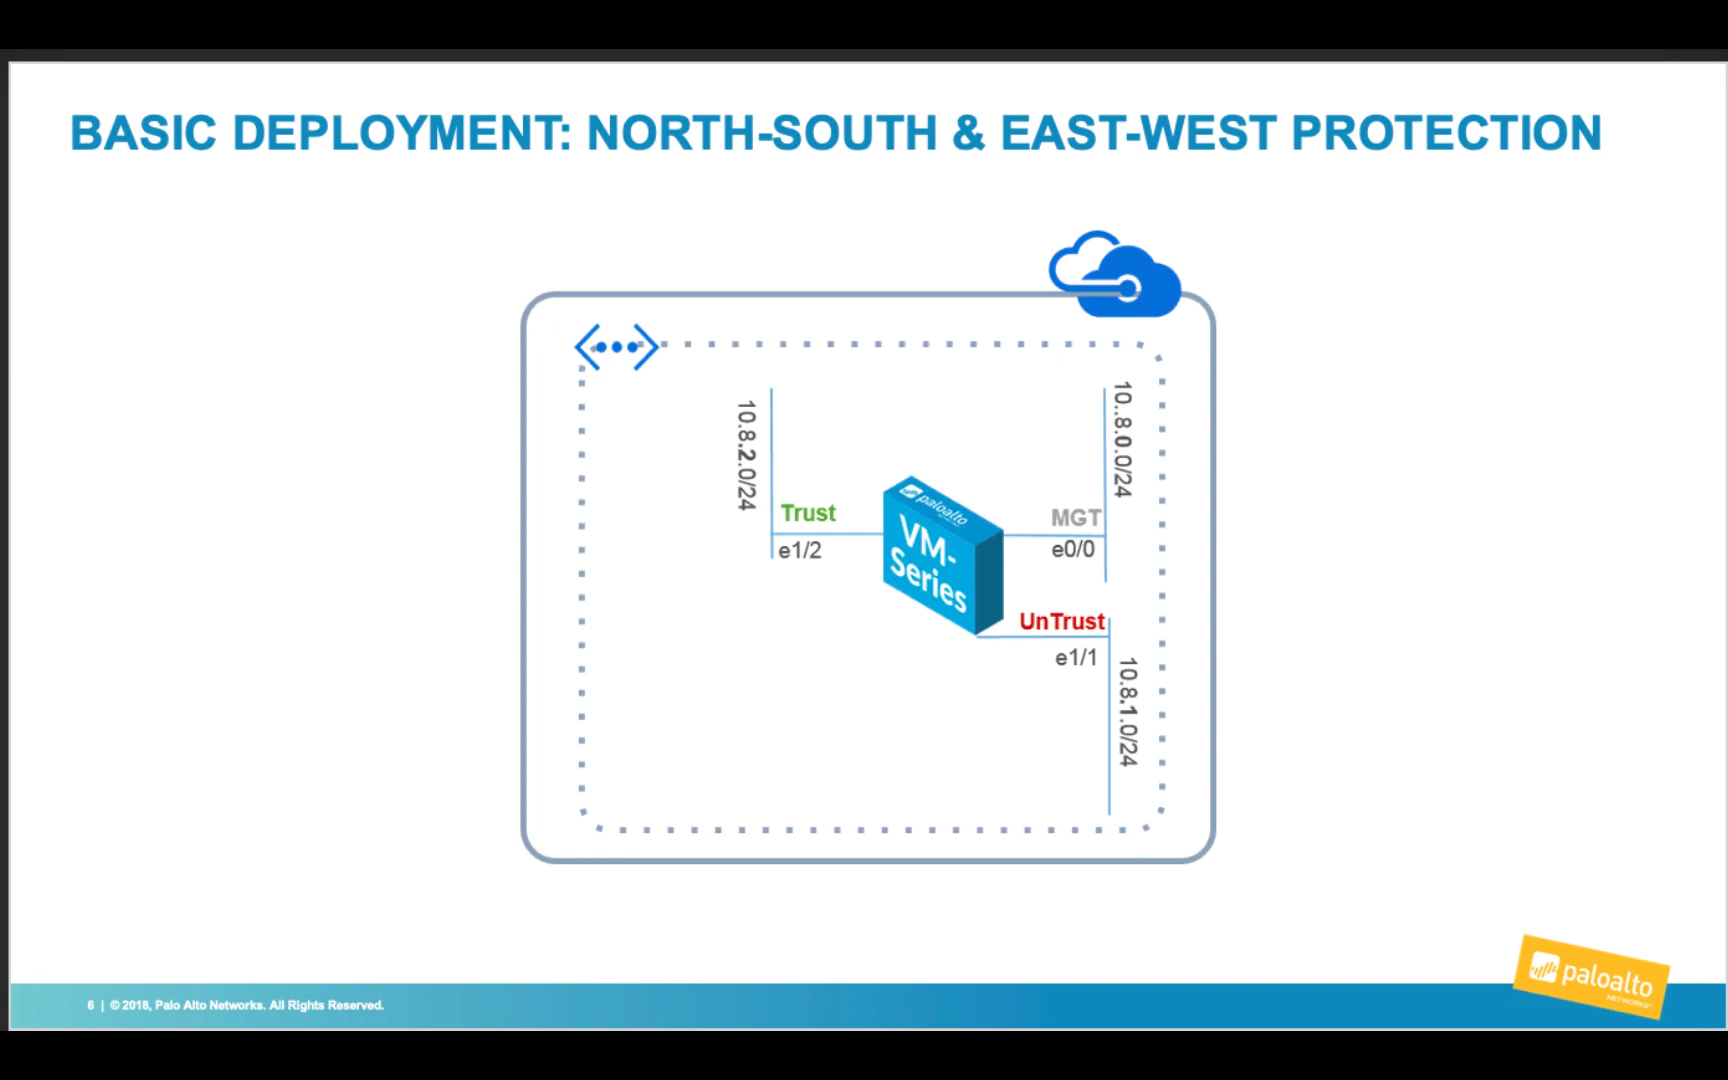 BASIC DEPLOYMENT: NORTH-SOUTH & EAST-WEST PROTECTION
10.8.2.0/24
10..8.0.0/24
Trust
e1/2
paloalto
VM-
Series
MGT
e0/0
UnTrust
e1/1
10.8.1.0/24
6 | © 2018, Palo Alto Networks. All Rights Reserved.
paloalto
NETWORKS